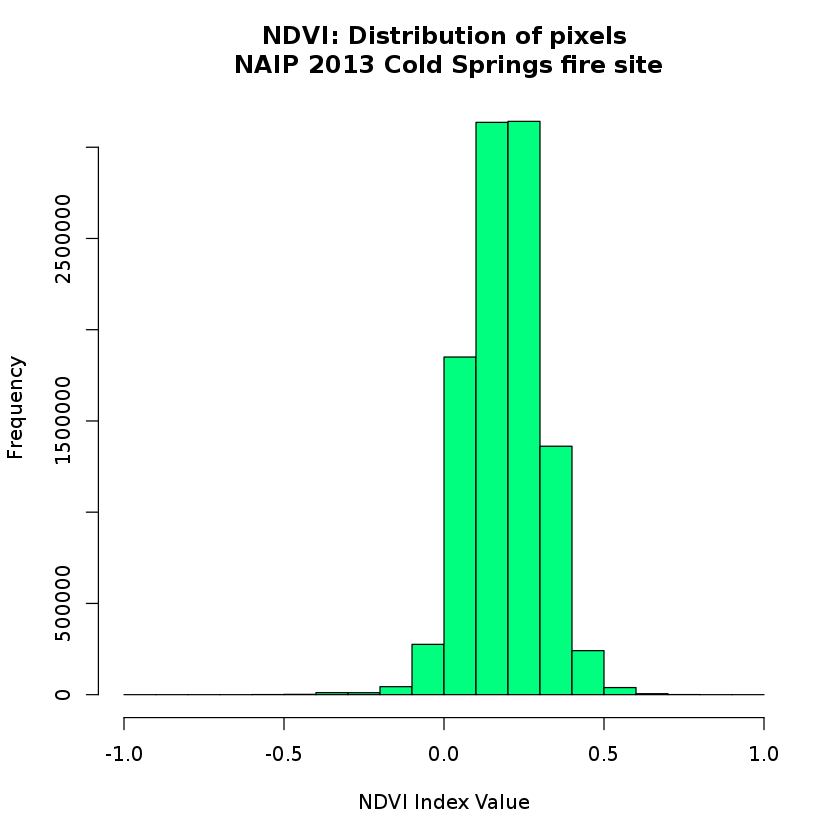 NDVI: Distribution of pixels
NAIP 2013 Cold Springs fire site
Frequency
2500000
1500000
500000
0
-1.0 -0.5 0.0 0.5 1.0
NDVI Index Value